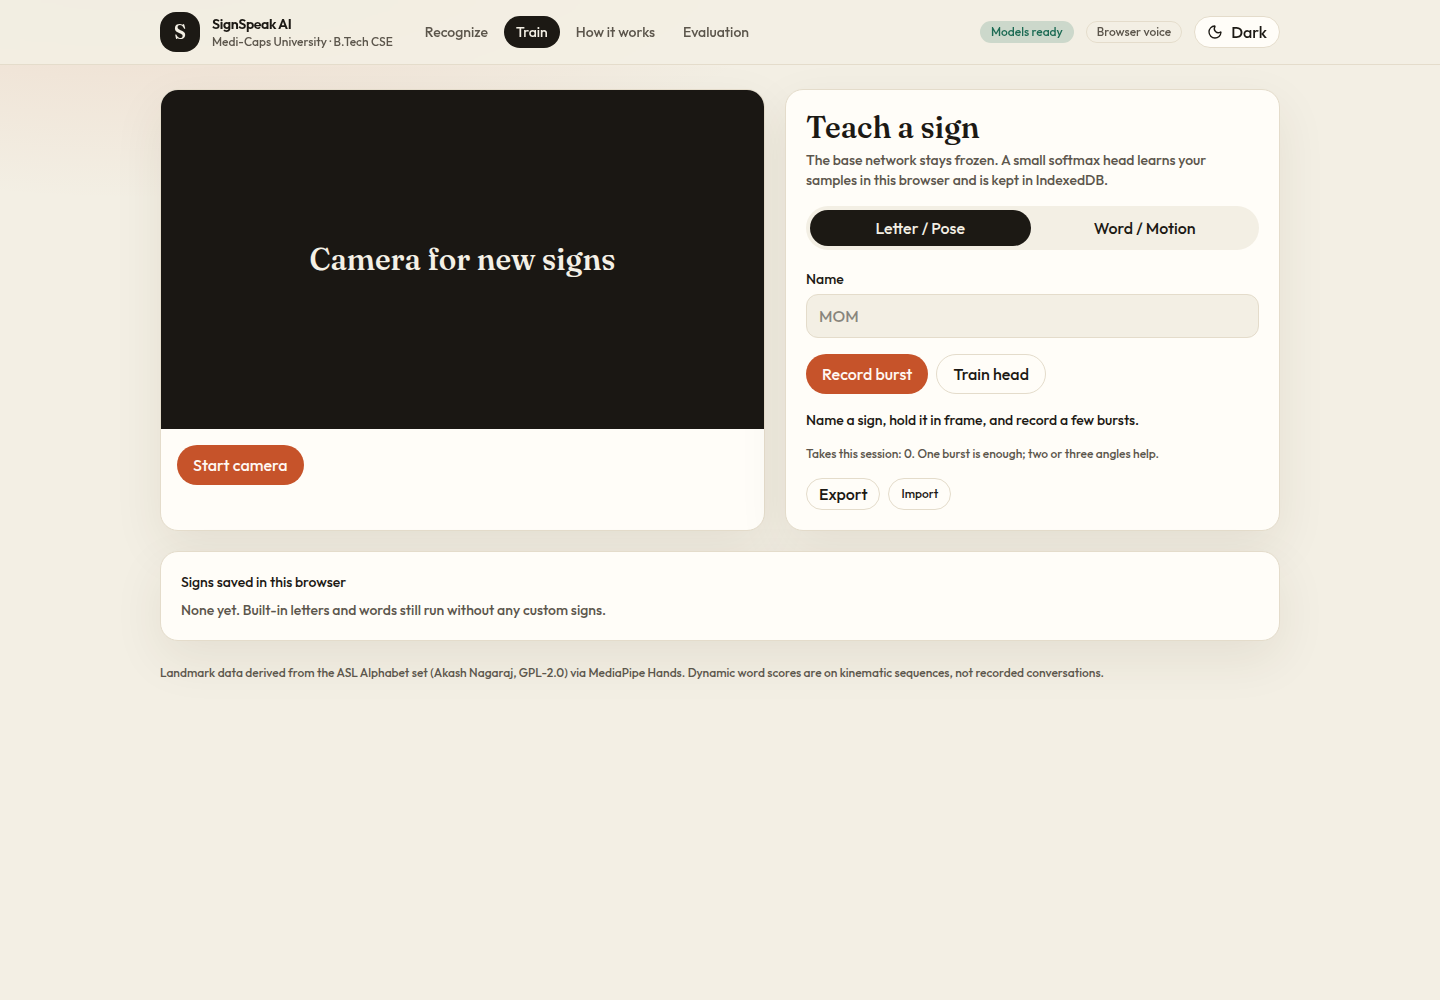 S
SignSpeak AI
Medi-Caps University · B.Tech CSE
Recognize
Train
How it works
Evaluation
Models ready
Browser voice
Dark
Camera for new signs
Start camera
Teach a sign
The base network stays frozen. A small softmax head learns your
samples in this browser and is kept in IndexedDB.
Letter / Pose
Word / Motion
Name
MOM
Record burst
Train head
Name a sign, hold it in frame, and record a few bursts.
Takes this session: 0. One burst is enough; two or three angles help.
Export
Import
Signs saved in this browser
None yet. Built-in letters and words still run without any custom signs.
Landmark data derived from the ASL Alphabet set (Akash Nagaraj, GPL-2.0) via MediaPipe Hands. Dynamic word scores are on kinematic sequences, not recorded conversations.